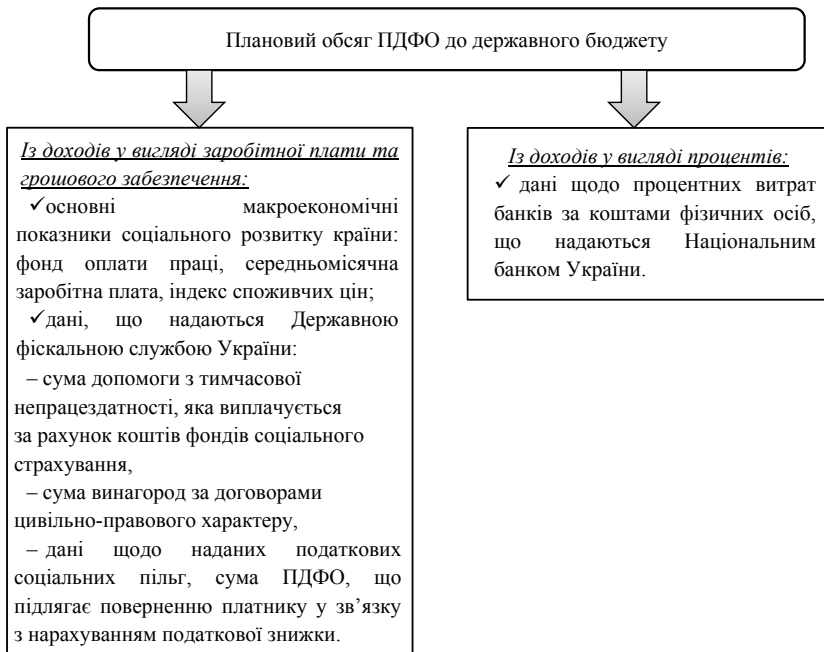 Плановий обсяг ПДФО до державного бюджету
Із доходів у вигляді заробітної плати та
грошового забезпечення:
✓основні макроекономічні
показники соціального розвитку країни:
фонд оплати праці, середньомісячна
заробітна плата, індекс споживчих цін;
✓дані, що надаються Державною
фіскальною службою України:
– сума допомоги з тимчасової
непрацездатності, яка виплачується
за рахунок коштів фондів соціального
страхування,
– сума винагород за договорами
цивільно-правового характеру,
– дані щодо наданих податкових
соціальних пільг, сума ПДФО, що
підлягає поверненню платнику у зв’язку
з нарахуванням податкової знижки.
Із доходів у вигляді процентів:
✓ дані щодо процентних витрат
банків за коштами фізичних осіб,
що надаються Національним
банком України.